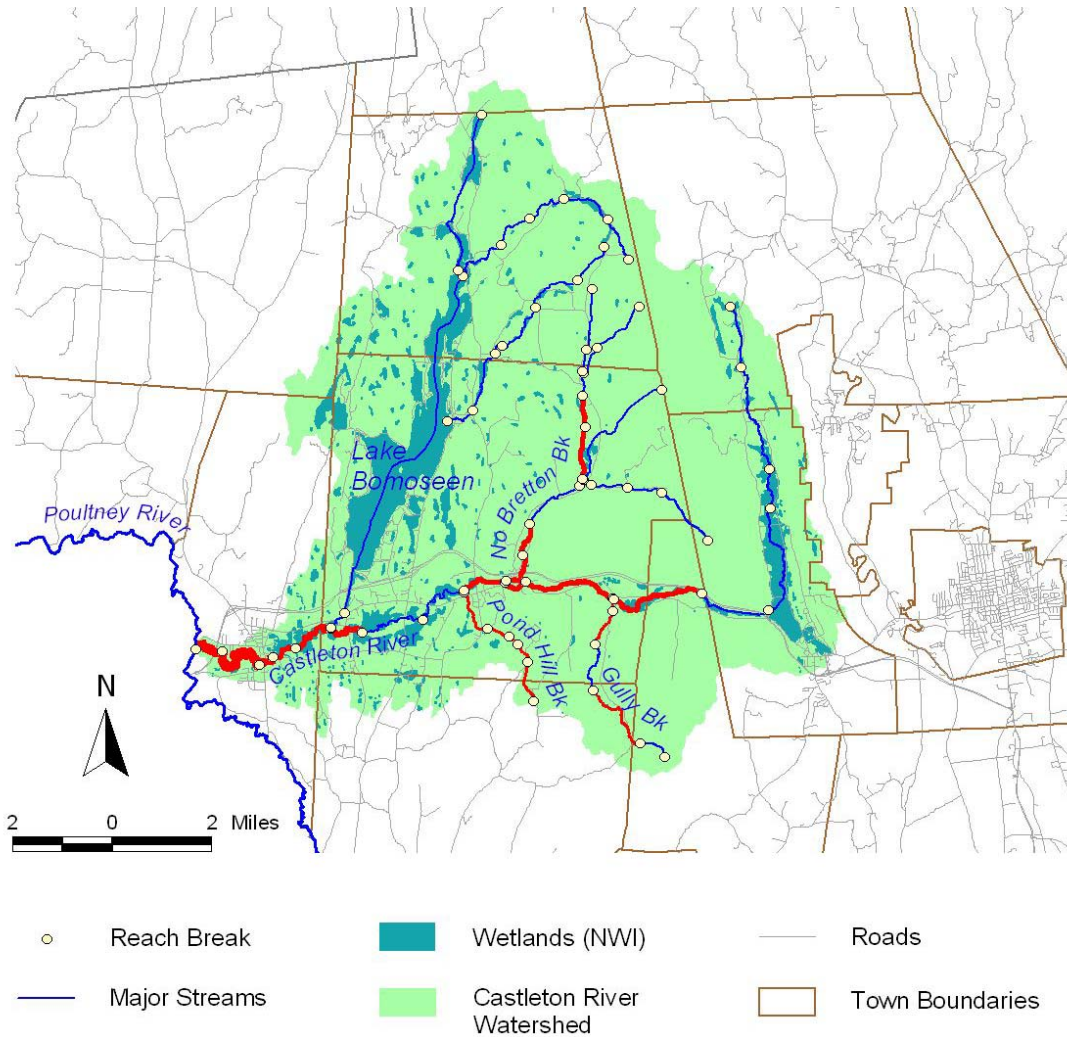 Lake
Bomoseen
Poultney River
No Bretton Bk
Castleton River
Pond Hill Bk
Gully Bk
N
2 0 2 Miles
Reach Break
Wetlands (NWI)
Roads
Major Streams
Castleton River
Watershed
Town Boundaries